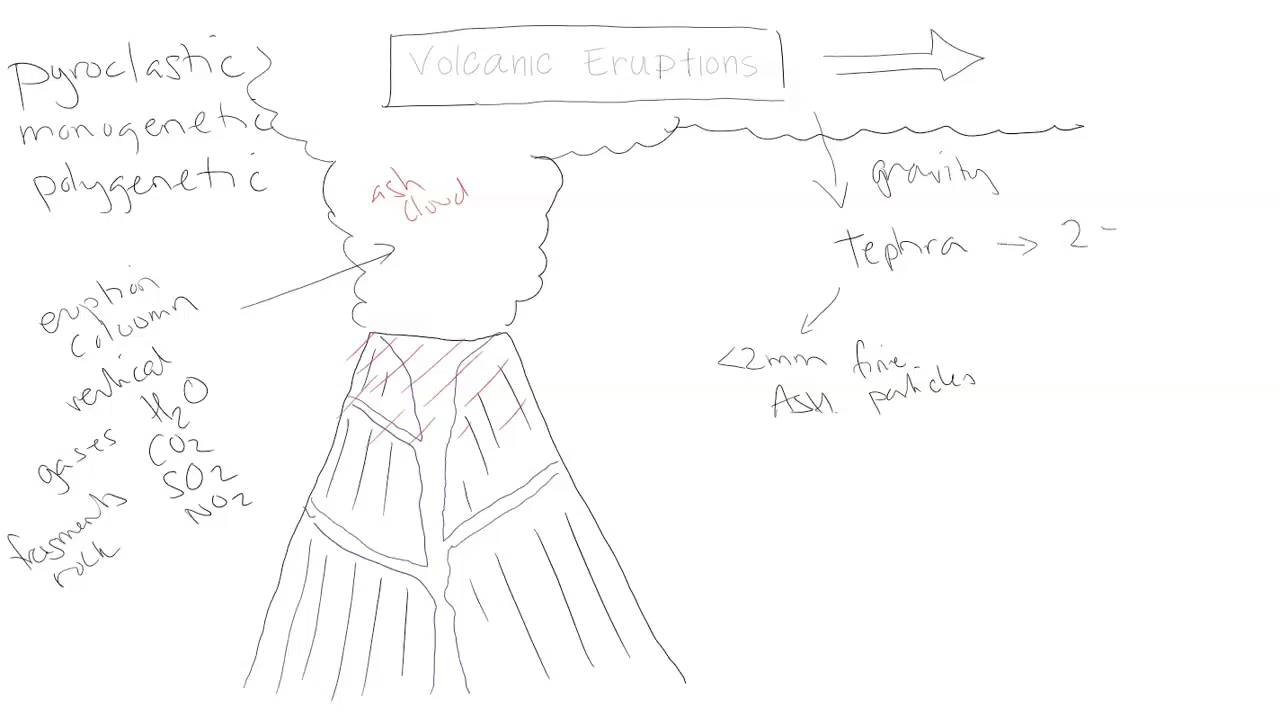 Volcanic Eruptions
pyroclastic
monogenetic
polygenetic
ash
cloud
gravity
tephra → 2 -
<2mm fine
Ash particles
eruption
coloumn
vertical
gases H2O
CO2
SO2
NO2
fragments
rock